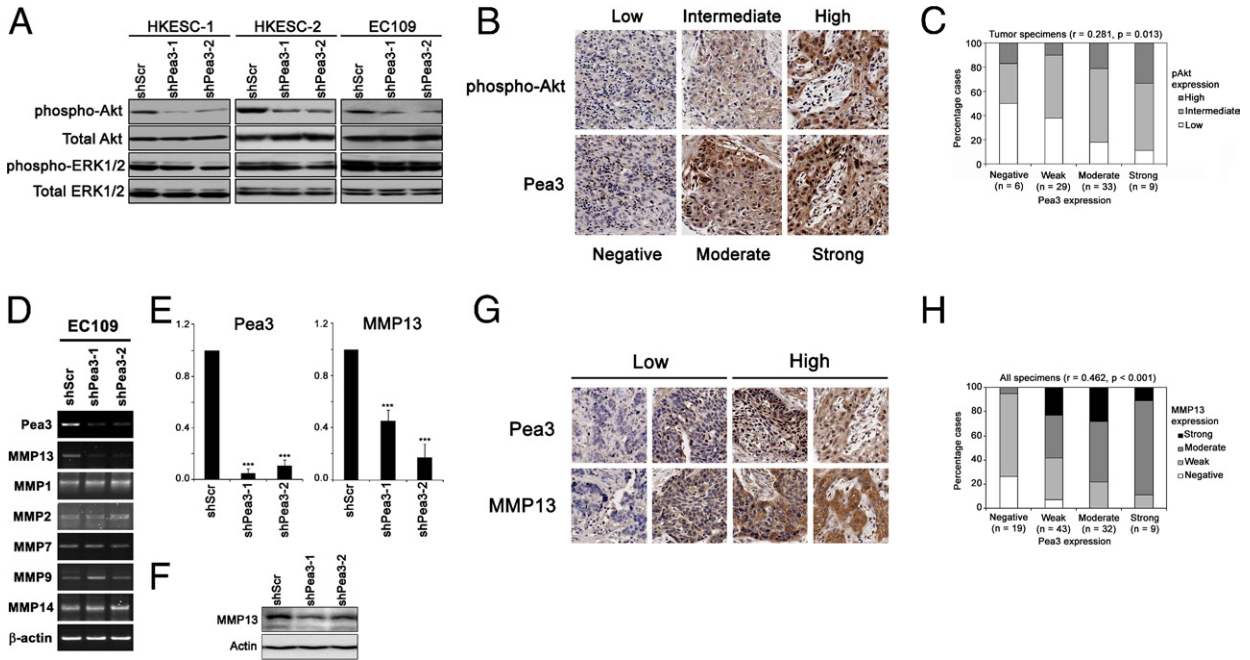 A
HKESC-1 HKESC-2 EC109
shScr shPea3-1 shPea3-2 shScr shPea3-1 shPea3-2 shScr shPea3-1 shPea3-2
phospho-Akt
Total Akt
phospho-ERK1/2
Total ERK1/2
B
Low Intermediate High
phospho-Akt
Pea3
Negative Moderate Strong
C
Tumor specimens (r = 0.281, p = 0.013)
Percentage cases
100
80
60
40
20
0
pAkt
expression
High
Intermediate
Low
Negative Weak Moderate Strong
(n = 6) (n = 29) (n = 33) (n = 9)
Pea3 expression
D
EC109
shScr shPea3-1 shPea3-2
Pea3
MMP13
MMP1
MMP2
MMP7
MMP9
MMP14
β-actin
E
Pea3
1.2
0.8
0.6
0.4
0.2
0
*** ***
shScr shPea3-1 shPea3-2
MMP13
1.2
0.8
0.6
0.4
0.2
0
*** ***
shScr shPea3-1 shPea3-2
F
shScr shPea3-1 shPea3-2
MMP13
Actin
G
Low High
Pea3
MMP13
H
All specimens (r = 0.462, p < 0.001)
Percentage cases
100
80
60
40
20
0
MMP13
expression
Strong
Moderate
Weak
Negative
Negative Weak Moderate Strong
(n = 19) (n = 43) (n = 32) (n = 9)
Pea3 expression